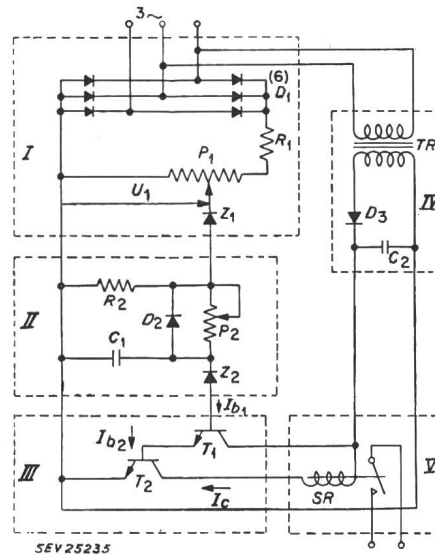 3~
(6)
D1
R1
I
P1
U1
Z1
TR
IV
D3
C2
R2
II
D2
P2
C1
Z2
Ib1
Ib2
T1
III
T2
V
Ic
SR
SEV 25235